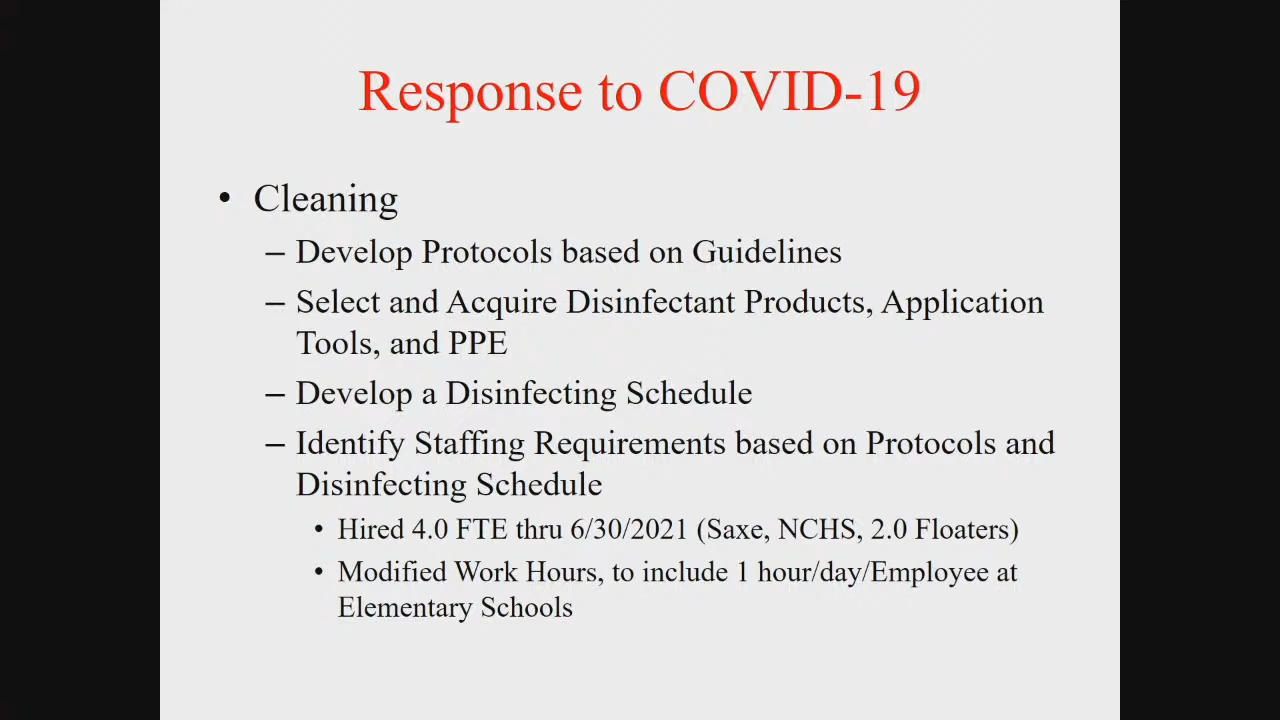 Response to COVID-19
• Cleaning
– Develop Protocols based on Guidelines
– Select and Acquire Disinfectant Products, Application
Tools, and PPE
– Develop a Disinfecting Schedule
– Identify Staffing Requirements based on Protocols and
Disinfecting Schedule
• Hired 4.0 FTE thru 6/30/2021 (Saxe, NCHS, 2.0 Floaters)
• Modified Work Hours, to include 1 hour/day/Employee at
Elementary Schools